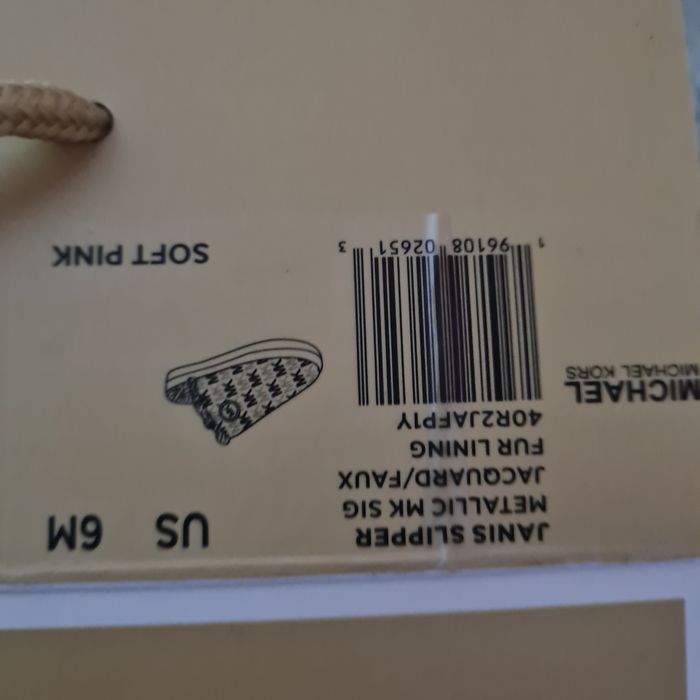 JANIS SLIPPER
METALLIC MK SIG
JACQUARD/FAUX
FUR LINING
40R2JAFP1Y
1 96108 02651 3
US 6M
SOFT PINK
MICHAEL
MICHAEL KORS